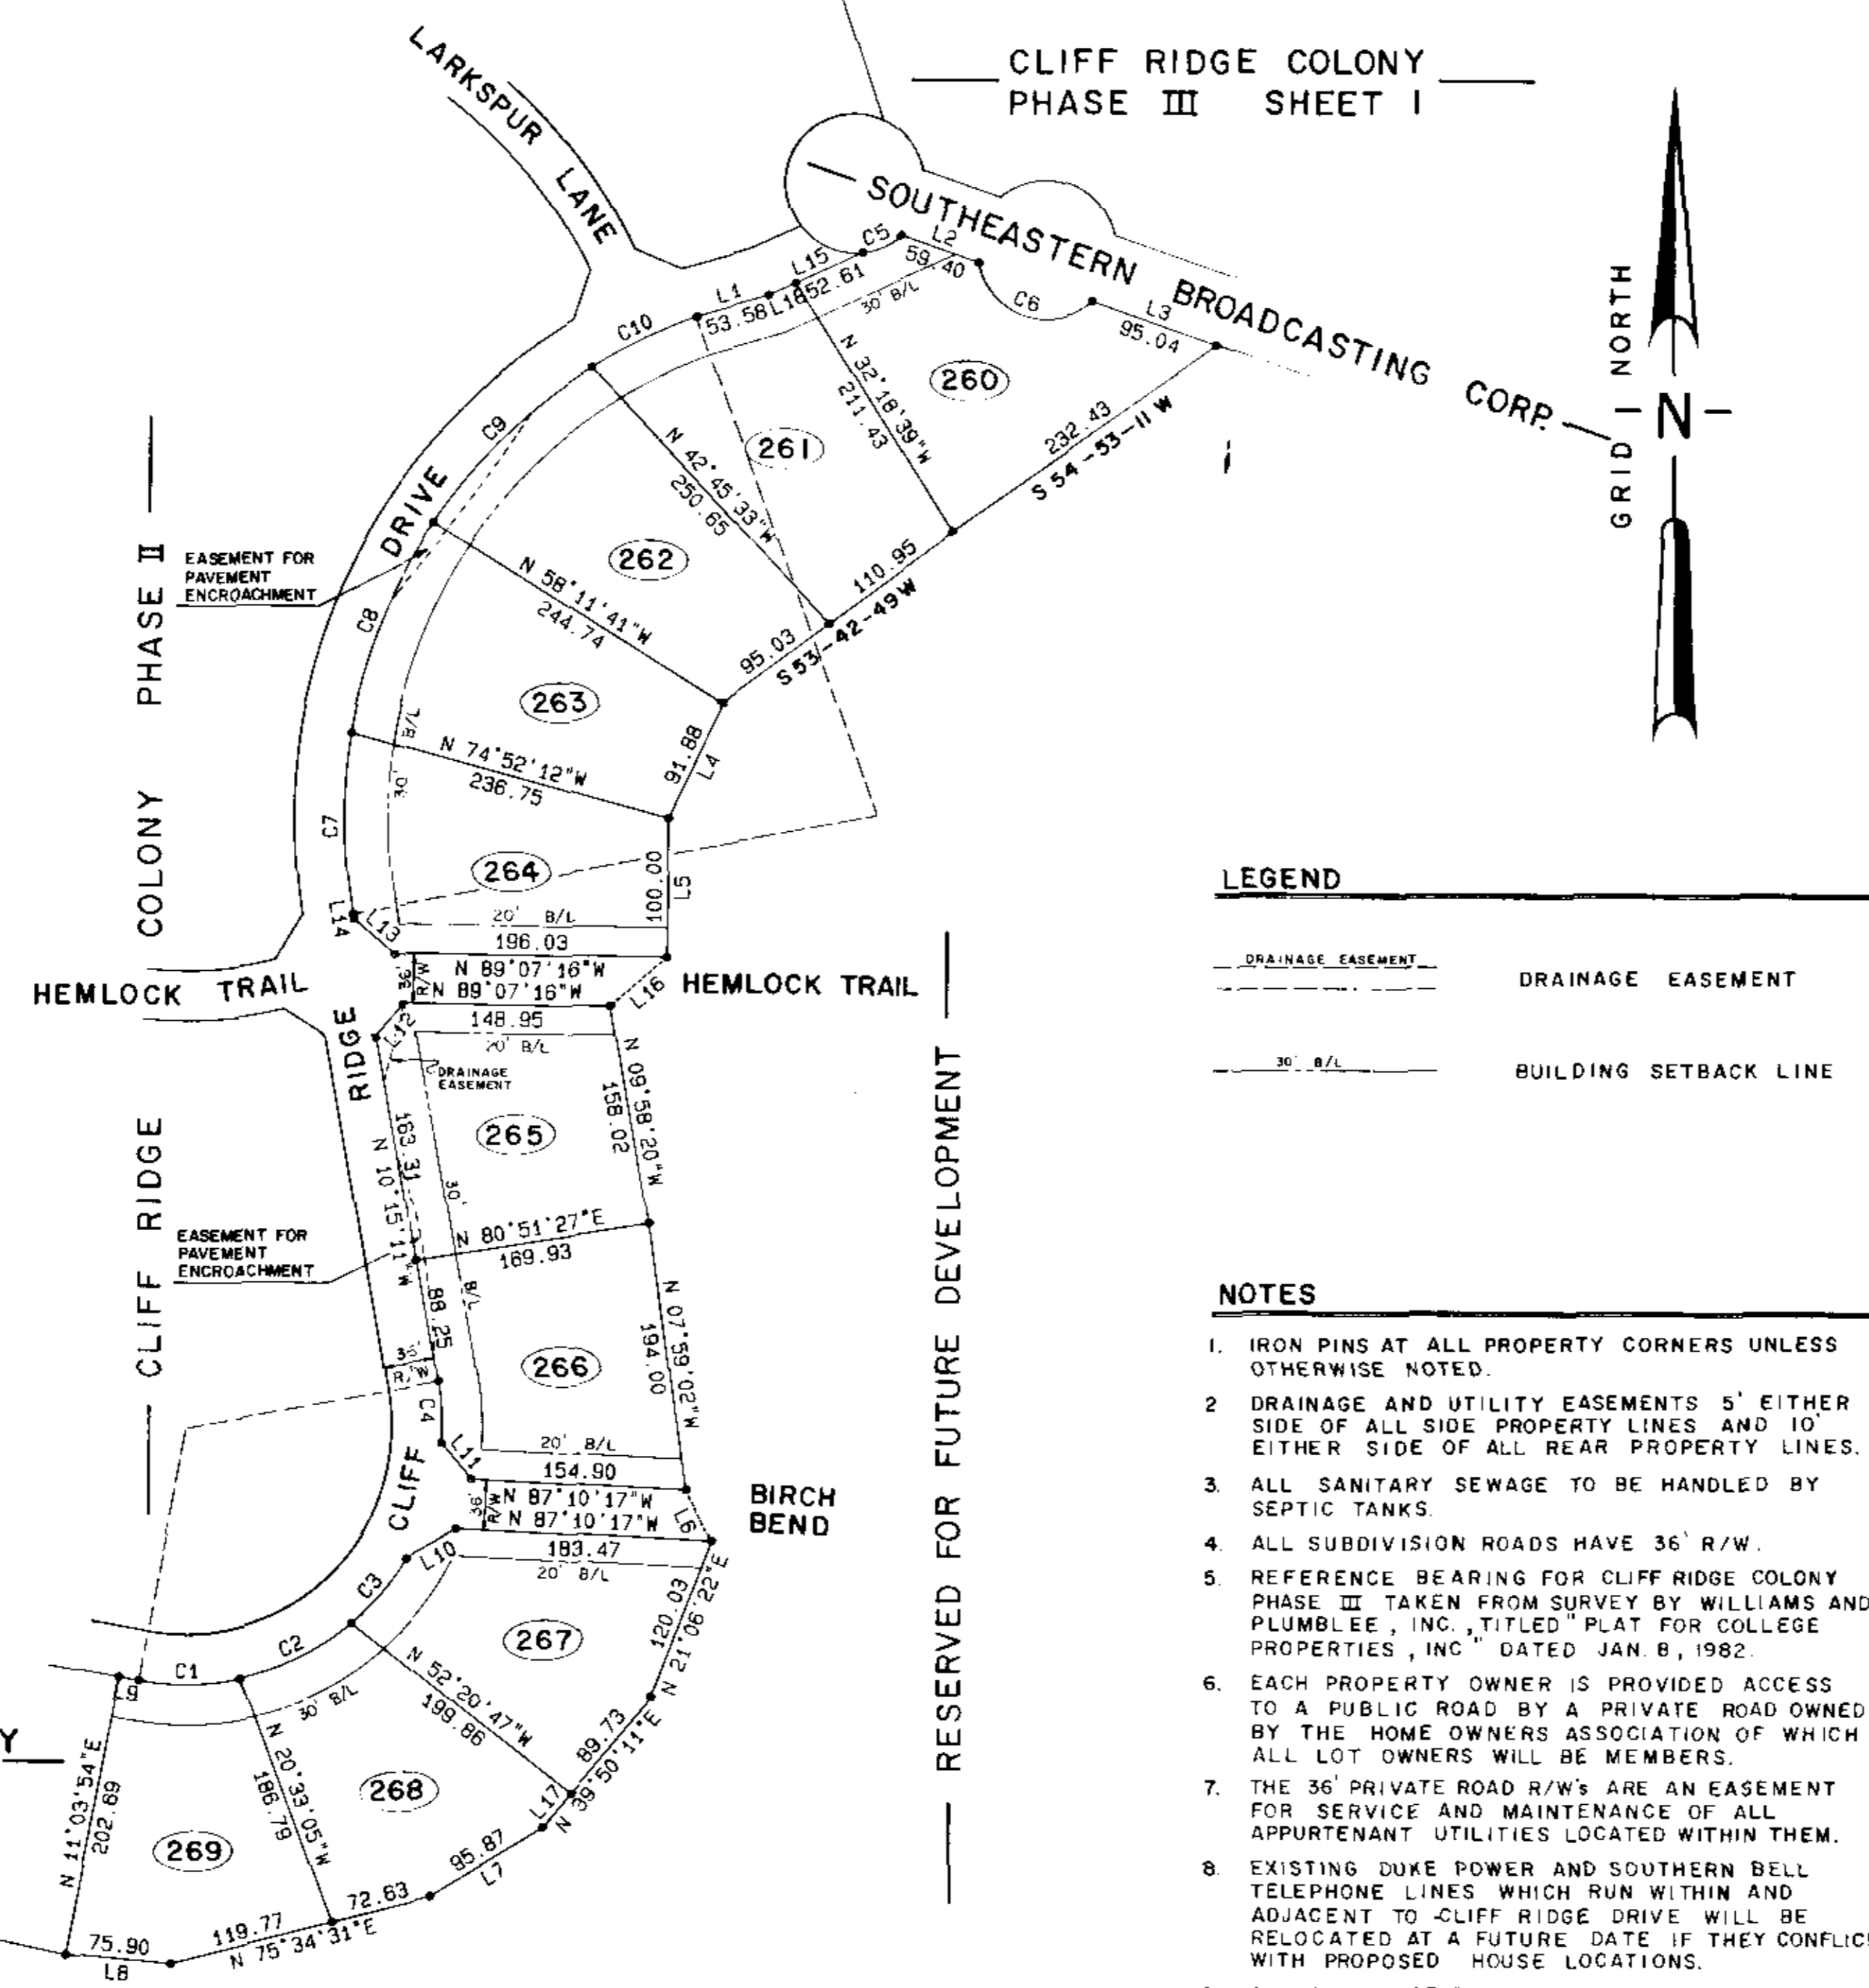 CLIFF RIDGE COLONY
PHASE III SHEET 1
LARKSPUR LANE
SOUTHEASTERN BROADCASTING CORP.
GRID NORTH
N
C5
L2
59.40
L15
52.61
L18
L1
53.58
30' B/L
C6
L3
95.04
C10
N 32°18'39"W
211.43
260
232.43
S 54-53-11 W
261
C9
N 42°45'33"W
250.65
DRIVE
262
110.95
S 53-42-49 W
EASEMENT FOR
PAVEMENT
ENCROACHMENT
C8
N 58°11'41"W
244.74
95.03
263
B/L
30'
N 74°52'12"W
236.75
91.88
L4
C7
264
100.00
L5
L14
L13
20' B/L
196.03
36'
R/W
N 89°07'16"W
N 89°07'16"W
HEMLOCK TRAIL
HEMLOCK TRAIL
L16
L12
148.95
20' B/L
RIDGE
DRAINAGE
EASEMENT
N 09°58'20"W
158.02
265
163.31
N 10°15'11"W
30'
N 80°51'27"E
169.93
EASEMENT FOR
PAVEMENT
ENCROACHMENT
B/L
88.25
N 07°59'02"W
194.00
36'
R/W
266
C4
L11
20' B/L
154.90
CLIFF
36'
R/W
N 87°10'17"W
N 87°10'17"W
L6
BIRCH
BEND
L10
183.47
20' B/L
C3
120.03
N 21°06'22"E
267
C2
C1
L9
30' B/L
N 52°20'47"W
199.86
89.73
N 39°50'11"E
Y
N 11°03'54"E
202.69
N 20°33'05"W
186.79
268
L17
269
95.87
L7
72.63
119.77
N 75°34'31"E
75.90
L8
CLIFF RIDGE COLONY PHASE II
RESERVED FOR FUTURE DEVELOPMENT
LEGEND
DRAINAGE EASEMENT
DRAINAGE EASEMENT
30' B/L
BUILDING SETBACK LINE
NOTES
1. IRON PINS AT ALL PROPERTY CORNERS UNLESS
OTHERWISE NOTED.
2 DRAINAGE AND UTILITY EASEMENTS 5' EITHER
SIDE OF ALL SIDE PROPERTY LINES AND 10'
EITHER SIDE OF ALL REAR PROPERTY LINES.
3. ALL SANITARY SEWAGE TO BE HANDLED BY
SEPTIC TANKS.
4. ALL SUBDIVISION ROADS HAVE 36' R/W.
5. REFERENCE BEARING FOR CLIFF RIDGE COLONY
PHASE III TAKEN FROM SURVEY BY WILLIAMS AND
PLUMBLEE, INC., TITLED "PLAT FOR COLLEGE
PROPERTIES, INC" DATED JAN. 8, 1982.
6. EACH PROPERTY OWNER IS PROVIDED ACCESS
TO A PUBLIC ROAD BY A PRIVATE ROAD OWNED
BY THE HOME OWNERS ASSOCIATION OF WHICH
ALL LOT OWNERS WILL BE MEMBERS.
7. THE 36' PRIVATE ROAD R/W's ARE AN EASEMENT
FOR SERVICE AND MAINTENANCE OF ALL
APPURTENANT UTILITIES LOCATED WITHIN THEM.
8. EXISTING DUKE POWER AND SOUTHERN BELL
TELEPHONE LINES WHICH RUN WITHIN AND
ADJACENT TO CLIFF RIDGE DRIVE WILL BE
RELOCATED AT A FUTURE DATE IF THEY CONFLICT
WITH PROPOSED HOUSE LOCATIONS.